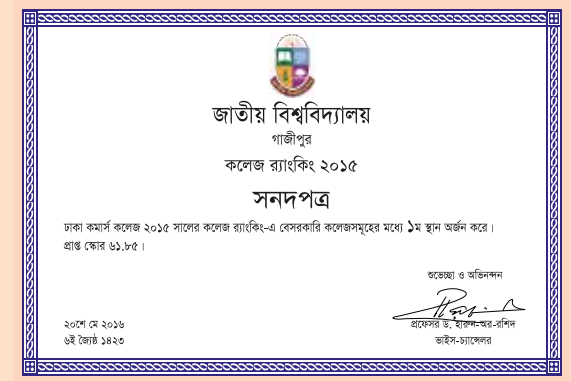 জাতীয় বিশ্ববিদ্যালয়
গাজীপুর
কলেজ র‍্যাংকিং ২০১৫
সনদপত্র
ঢাকা কমার্স কলেজ ২০১৫ সালের কলেজ র‍্যাংকিং-এ বেসরকারি কলেজসমূহের মধ্যে ১ম স্থান অর্জন করে।
প্রাপ্ত স্কোর ৬১.৮৫।
শুভেচ্ছা ও অভিনন্দন
প্রফেসর ড. হারুন-অর-রশিদ
ভাইস-চ্যান্সেলর
২০শে মে ২০১৬
৬ই জ্যৈষ্ঠ ১৪২৩